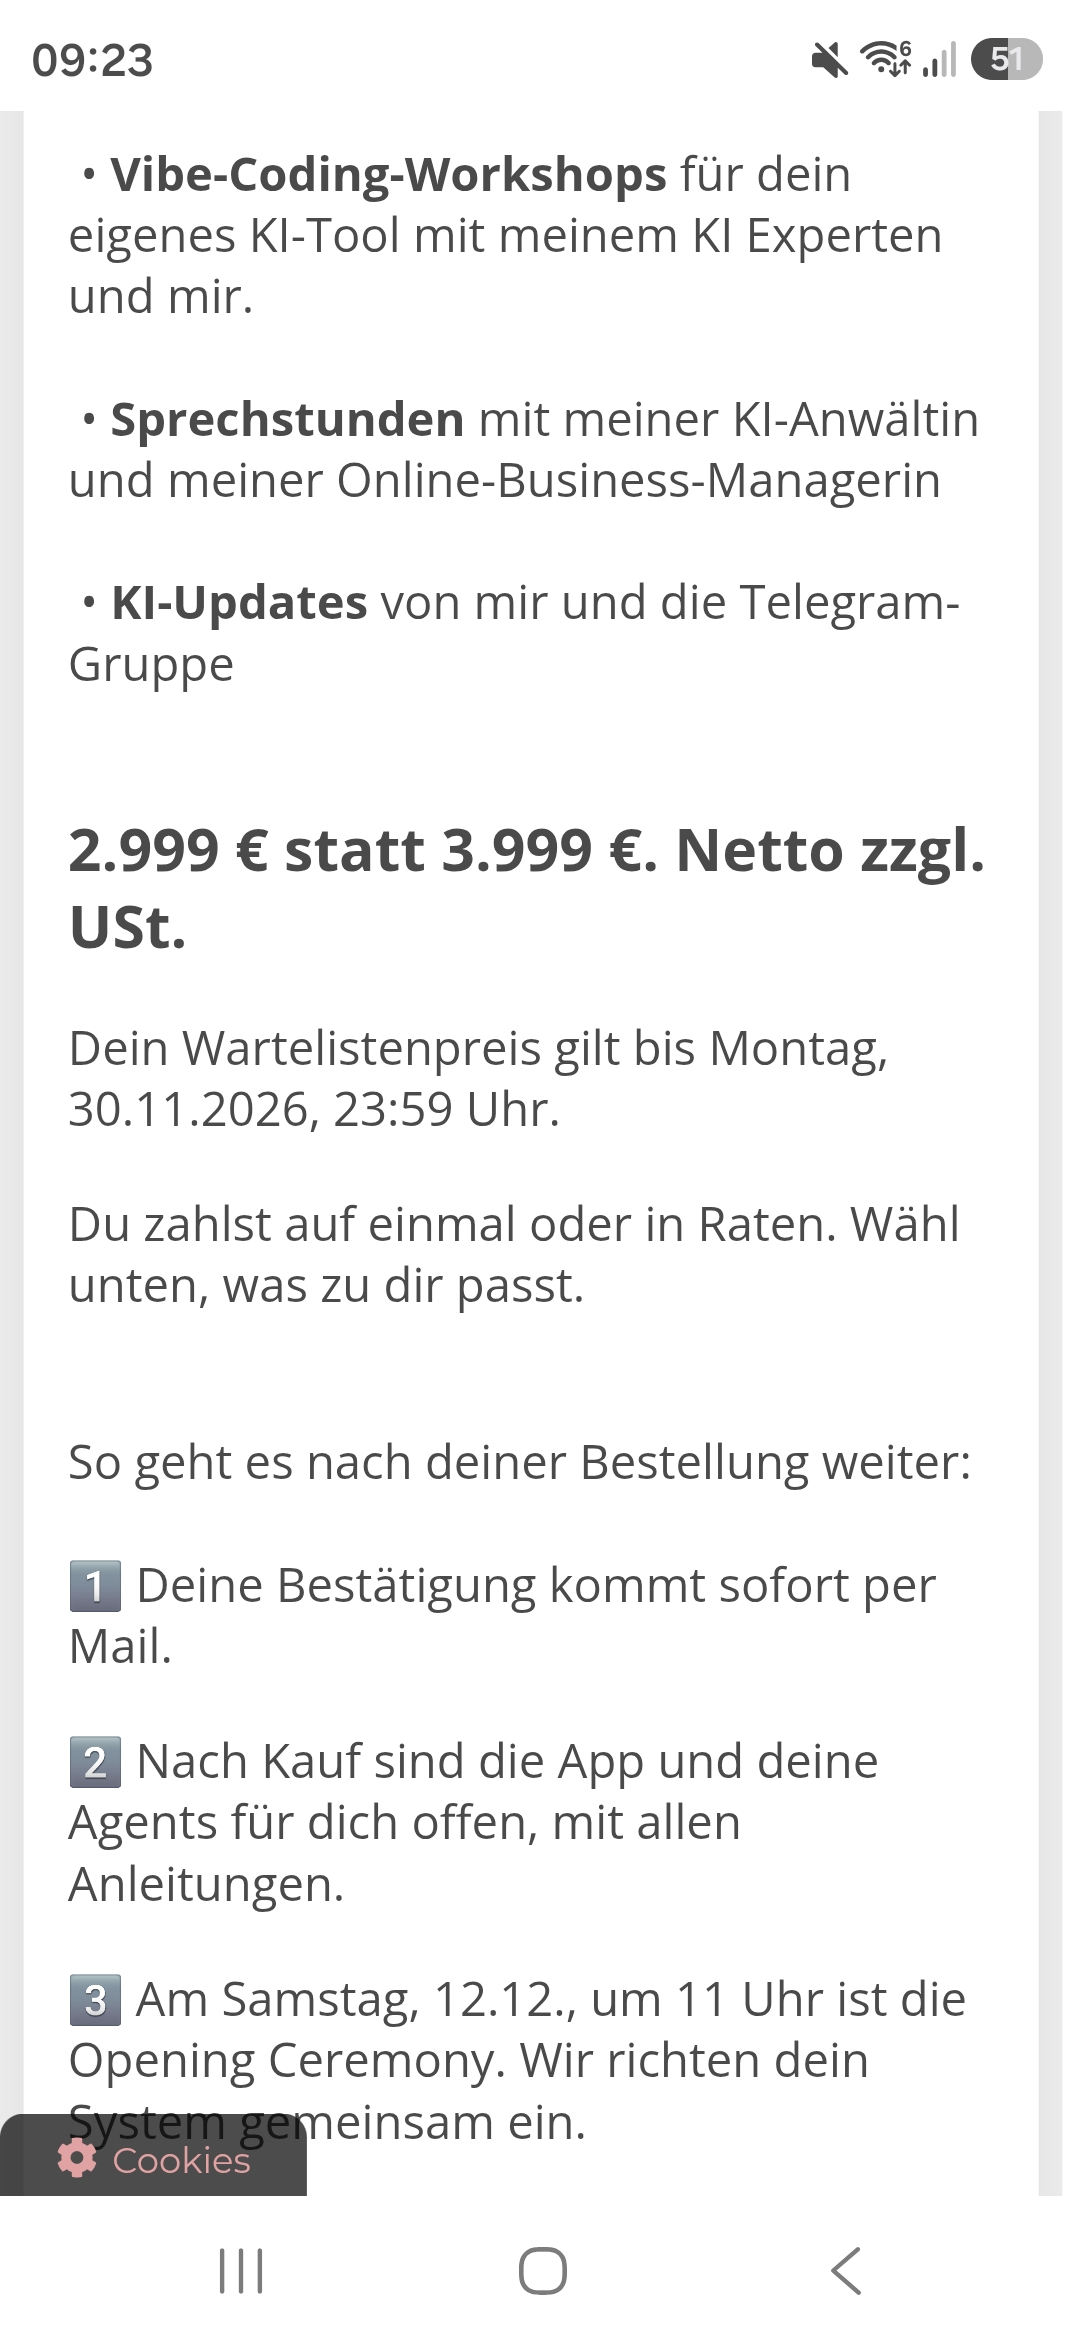 09:23
6
51
• Vibe-Coding-Workshops für dein
eigenes KI-Tool mit meinem KI Experten
und mir.
• Sprechstunden mit meiner KI-Anwältin
und meiner Online-Business-Managerin
• KI-Updates von mir und die Telegram-
Gruppe
2.999 € statt 3.999 €. Netto zzgl.
USt.
Dein Wartelistenpreis gilt bis Montag,
30.11.2026, 23:59 Uhr.
Du zahlst auf einmal oder in Raten. Wähl
unten, was zu dir passt.
So geht es nach deiner Bestellung weiter:
1 Deine Bestätigung kommt sofort per
Mail.
2 Nach Kauf sind die App und deine
Agents für dich offen, mit allen
Anleitungen.
3 Am Samstag, 12.12., um 11 Uhr ist die
Opening Ceremony. Wir richten dein
System gemeinsam ein.
Cookies